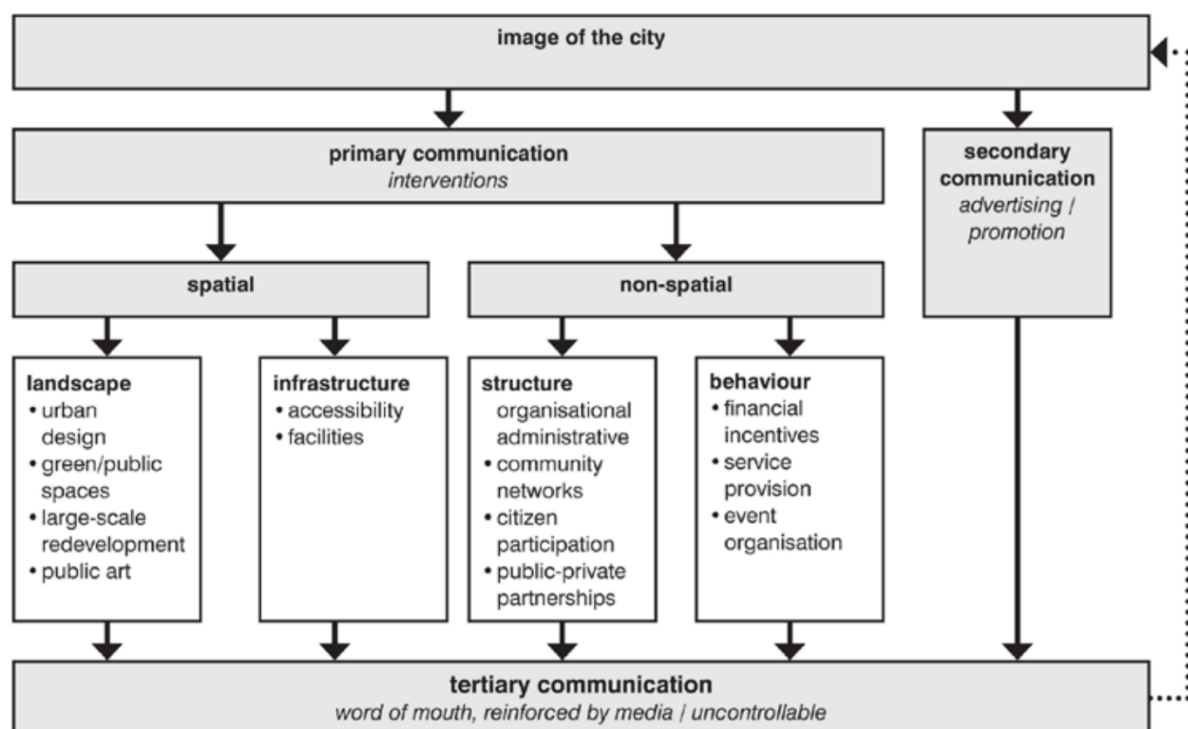 image of the city
primary communication
interventions
secondary
communication
advertising /
promotion
spatial
non-spatial
landscape
• urban
design
• green/public
spaces
• large-scale
redevelopment
• public art
infrastructure
• accessibility
• facilities
structure
organisational
administrative
• community
networks
• citizen
participation
• public-private
partnerships
behaviour
• financial
incentives
• service
provision
• event
organisation
tertiary communication
word of mouth, reinforced by media / uncontrollable